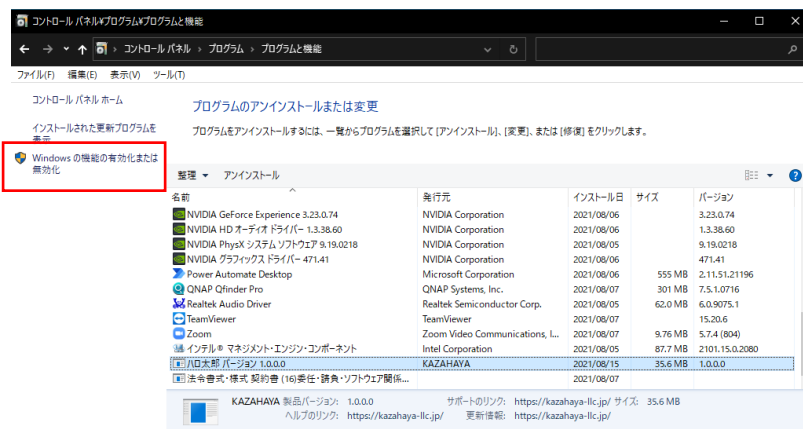 コントロール パネル¥プログラム¥プログラムと機能
コントロール パネル › プログラム › プログラムと機能
ファイル(F) 編集(E) 表示(V) ツール(T)
コントロール パネル ホーム
インストールされた更新プログラムを
表示
Windows の機能の有効化または
無効化
プログラムのアンインストールまたは変更
プログラムをアンインストールするには、一覧からプログラムを選択して [アンインストール]、[変更]、または [修復] をクリックします。
整理 ▼ アンインストール
名前 発行元 インストール日 サイズ バージョン
NVIDIA GeForce Experience 3.23.0.74 NVIDIA Corporation 2021/08/06 3.23.0.74
NVIDIA HD オーディオ ドライバー 1.3.38.60 NVIDIA Corporation 2021/08/06 1.3.38.60
NVIDIA PhysX システム ソフトウェア 9.19.0218 NVIDIA Corporation 2021/08/05 9.19.0218
NVIDIA グラフィックス ドライバー 471.41 NVIDIA Corporation 2021/08/06 471.41
Power Automate Desktop Microsoft Corporation 2021/08/06 555 MB 2.11.51.21196
QNAP Qfinder Pro QNAP Systems, Inc. 2021/08/07 301 MB 7.5.1.0716
Realtek Audio Driver Realtek Semiconductor Corp. 2021/08/05 62.0 MB 6.0.9075.1
TeamViewer TeamViewer 2021/08/07 15.20.6
Zoom Zoom Video Communications, I... 2021/08/07 9.76 MB 5.7.4 (804)
インテル® マネジメント・エンジン・コンポーネント Intel Corporation 2021/08/05 87.7 MB 2101.15.0.2080
ハロ太郎 バージョン 1.0.0.0 KAZAHAYA 2021/08/15 35.6 MB 1.0.0.0
法令書式・様式 契約書 (16)委任・請負・ソフトウェア関係... 2021/08/07
KAZAHAYA 製品バージョン: 1.0.0.0 サポートのリンク: https://kazahaya-llc.jp/ サイズ: 35.6 MB
ヘルプのリンク: https://kazahaya-llc.jp/ 更新情報: https://kazahaya-llc.jp/